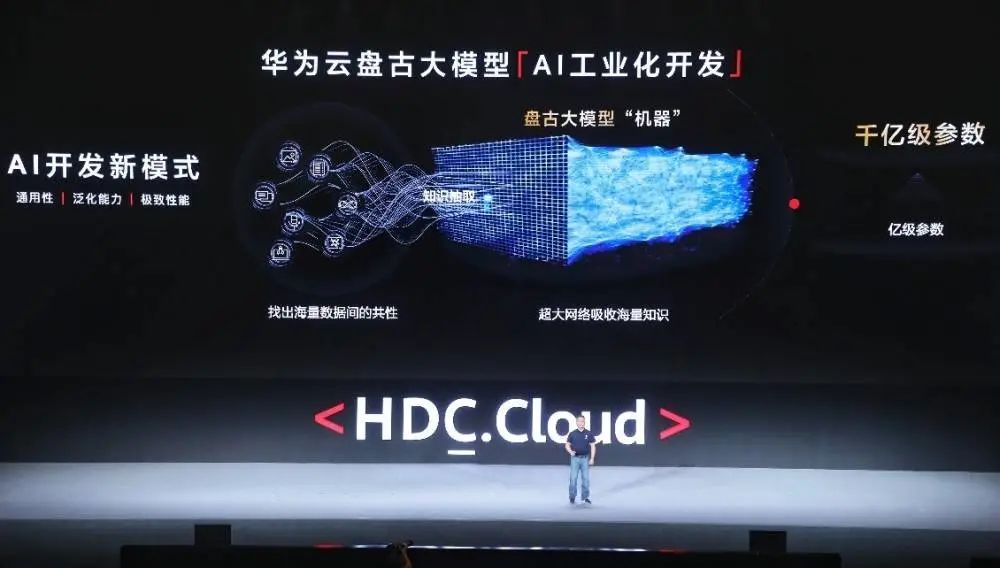 华为云盘古大模型「AI工业化开发」
盘古大模型“机器”
千亿级参数
AI开发新模式
通用性 | 泛化能力 | 极致性能
知识抽取
亿级参数
找出海量数据间的共性
超大网络吸收海量知识
<HDC.Cloud>